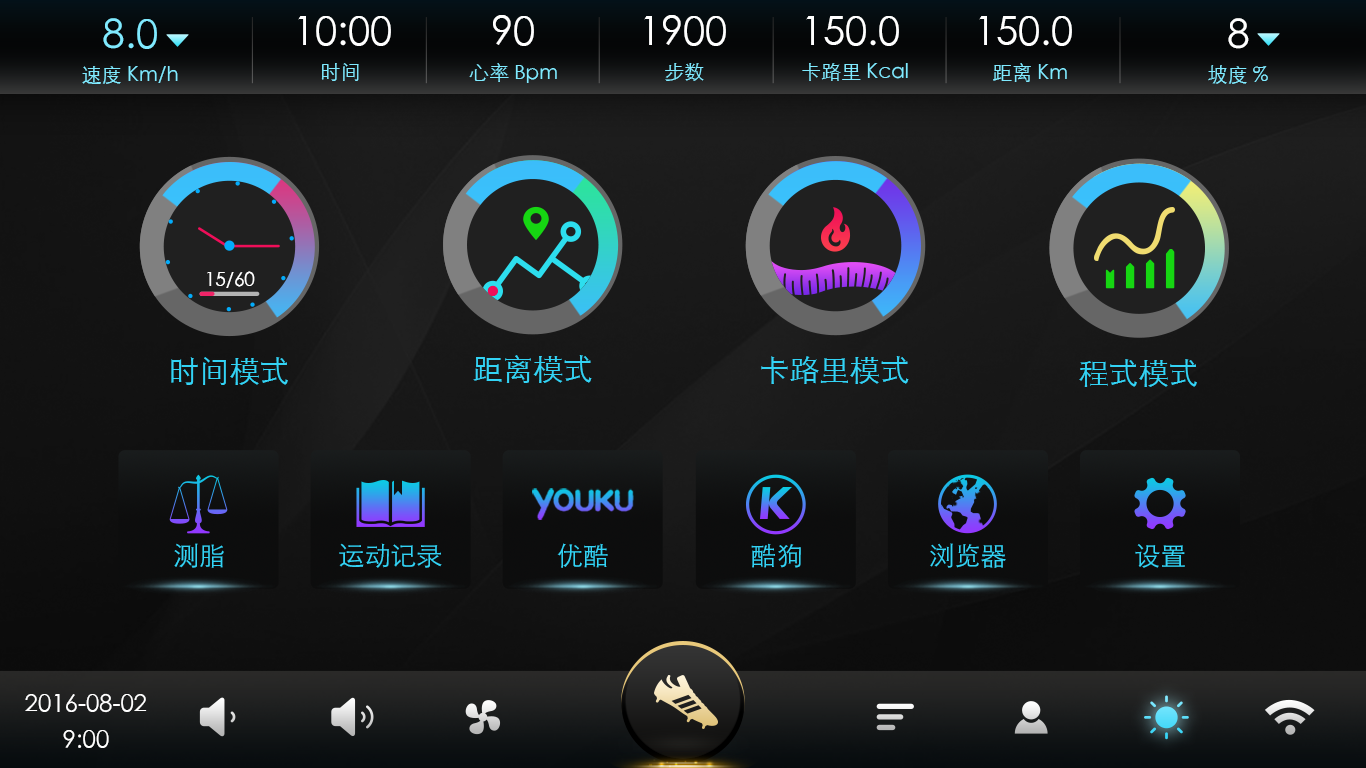 8.0
10:00
90
1900
150.0
150.0
8
速度 Km/h
时间
心率 Bpm
步数
卡路里 Kcal
距离 Km
坡度 %
15/60
时间模式
距离模式
卡路里模式
程式模式
YOUKU
K
测脂
运动记录
优酷
酷狗
浏览器
设置
2016-08-02
9:00